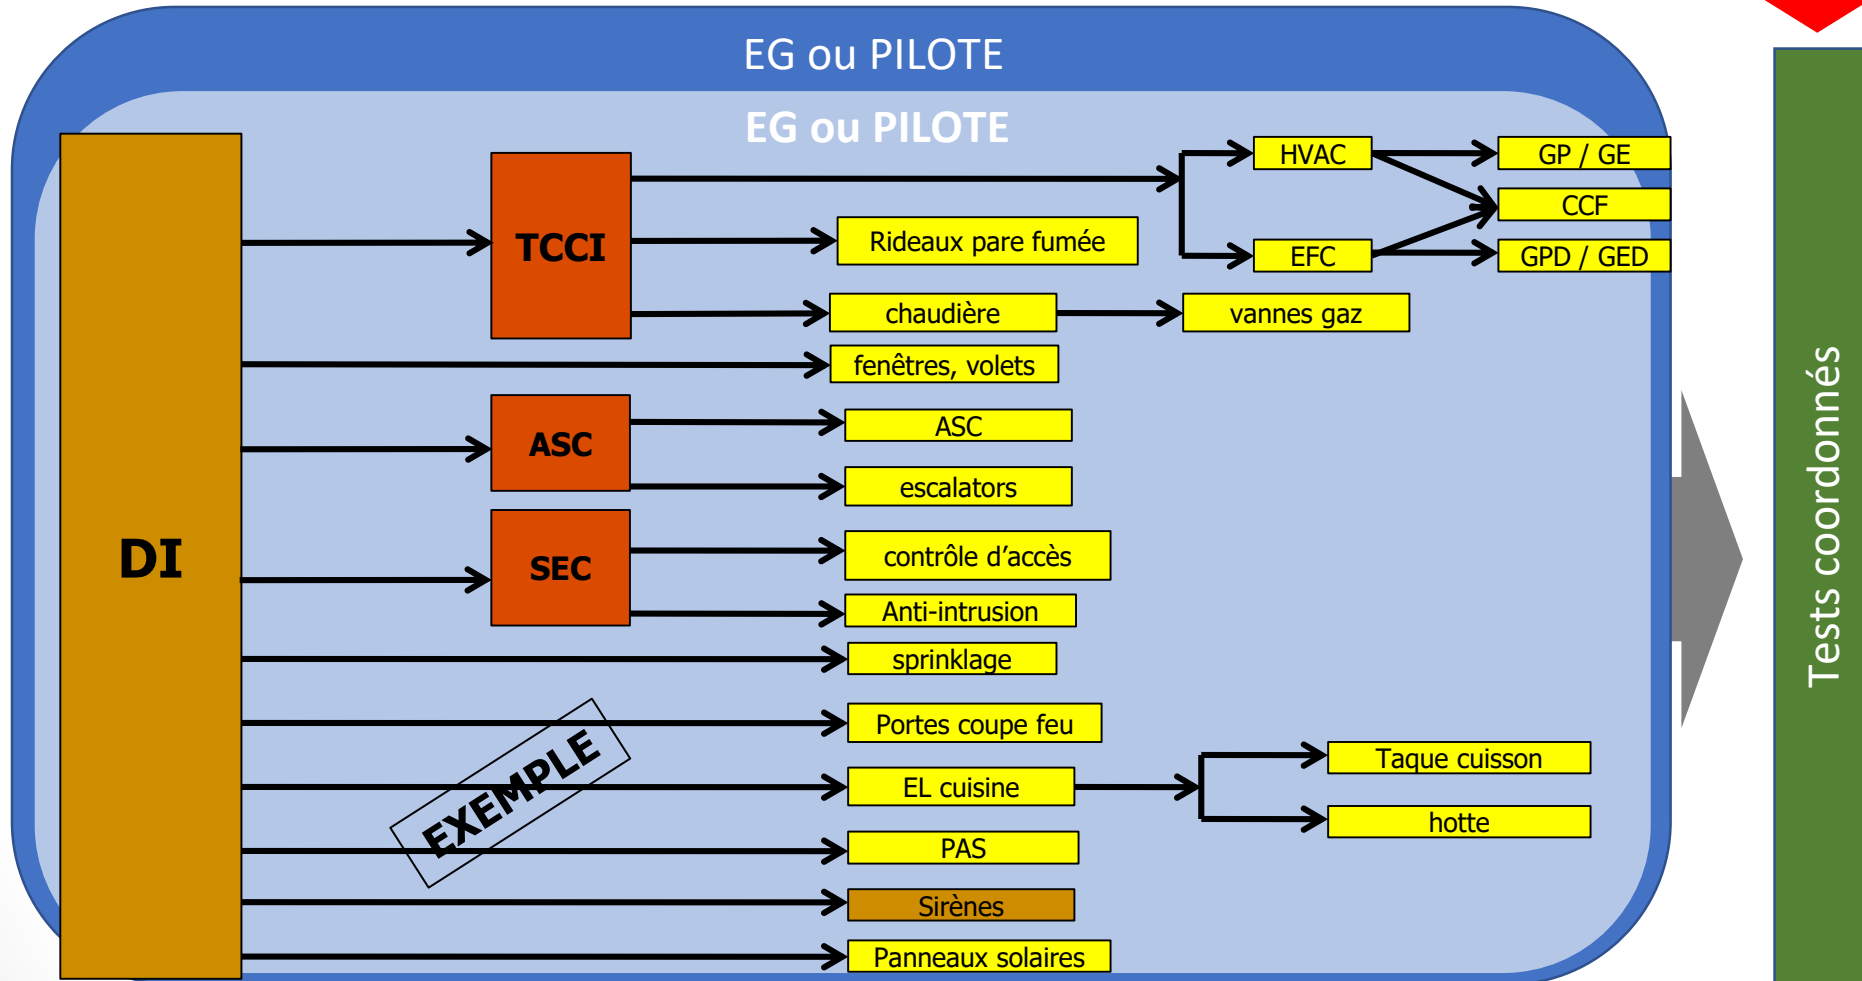 EG ou PILOTE
EG ou PILOTE
DI
TCCI
HVAC
GP / GE
CCF
Rideaux pare fumée
EFC
GPD / GED
chaudière
vannes gaz
fenêtres, volets
ASC
ASC
escalators
SEC
contrôle d’accès
Anti-intrusion
sprinklage
Portes coupe feu
EXEMPLE
EL cuisine
Taque cuisson
hotte
PAS
Sirènes
Panneaux solaires
Tests coordonnés